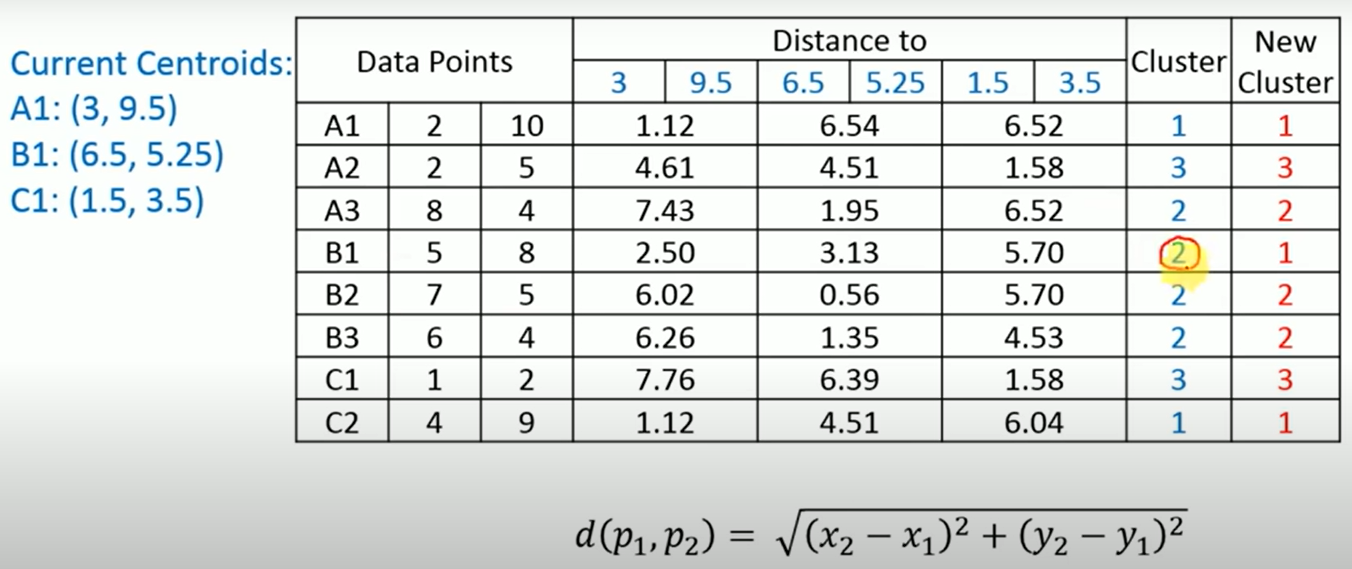 Current Centroids:
A1: (3, 9.5)
B1: (6.5, 5.25)
C1: (1.5, 3.5)
Data Points Distance to Cluster New Cluster
3 9.5 6.5 5.25 1.5 3.5
A1 2 10 1.12 6.54 6.52 1 1
A2 2 5 4.61 4.51 1.58 3 3
A3 8 4 7.43 1.95 6.52 2 2
B1 5 8 2.50 3.13 5.70 2 1
B2 7 5 6.02 0.56 5.70 2 2
B3 6 4 6.26 1.35 4.53 2 2
C1 1 2 7.76 6.39 1.58 3 3
C2 4 9 1.12 4.51 6.04 1 1
d(p₁, p₂) = √(x₂ − x₁)² + (y₂ − y₁)²